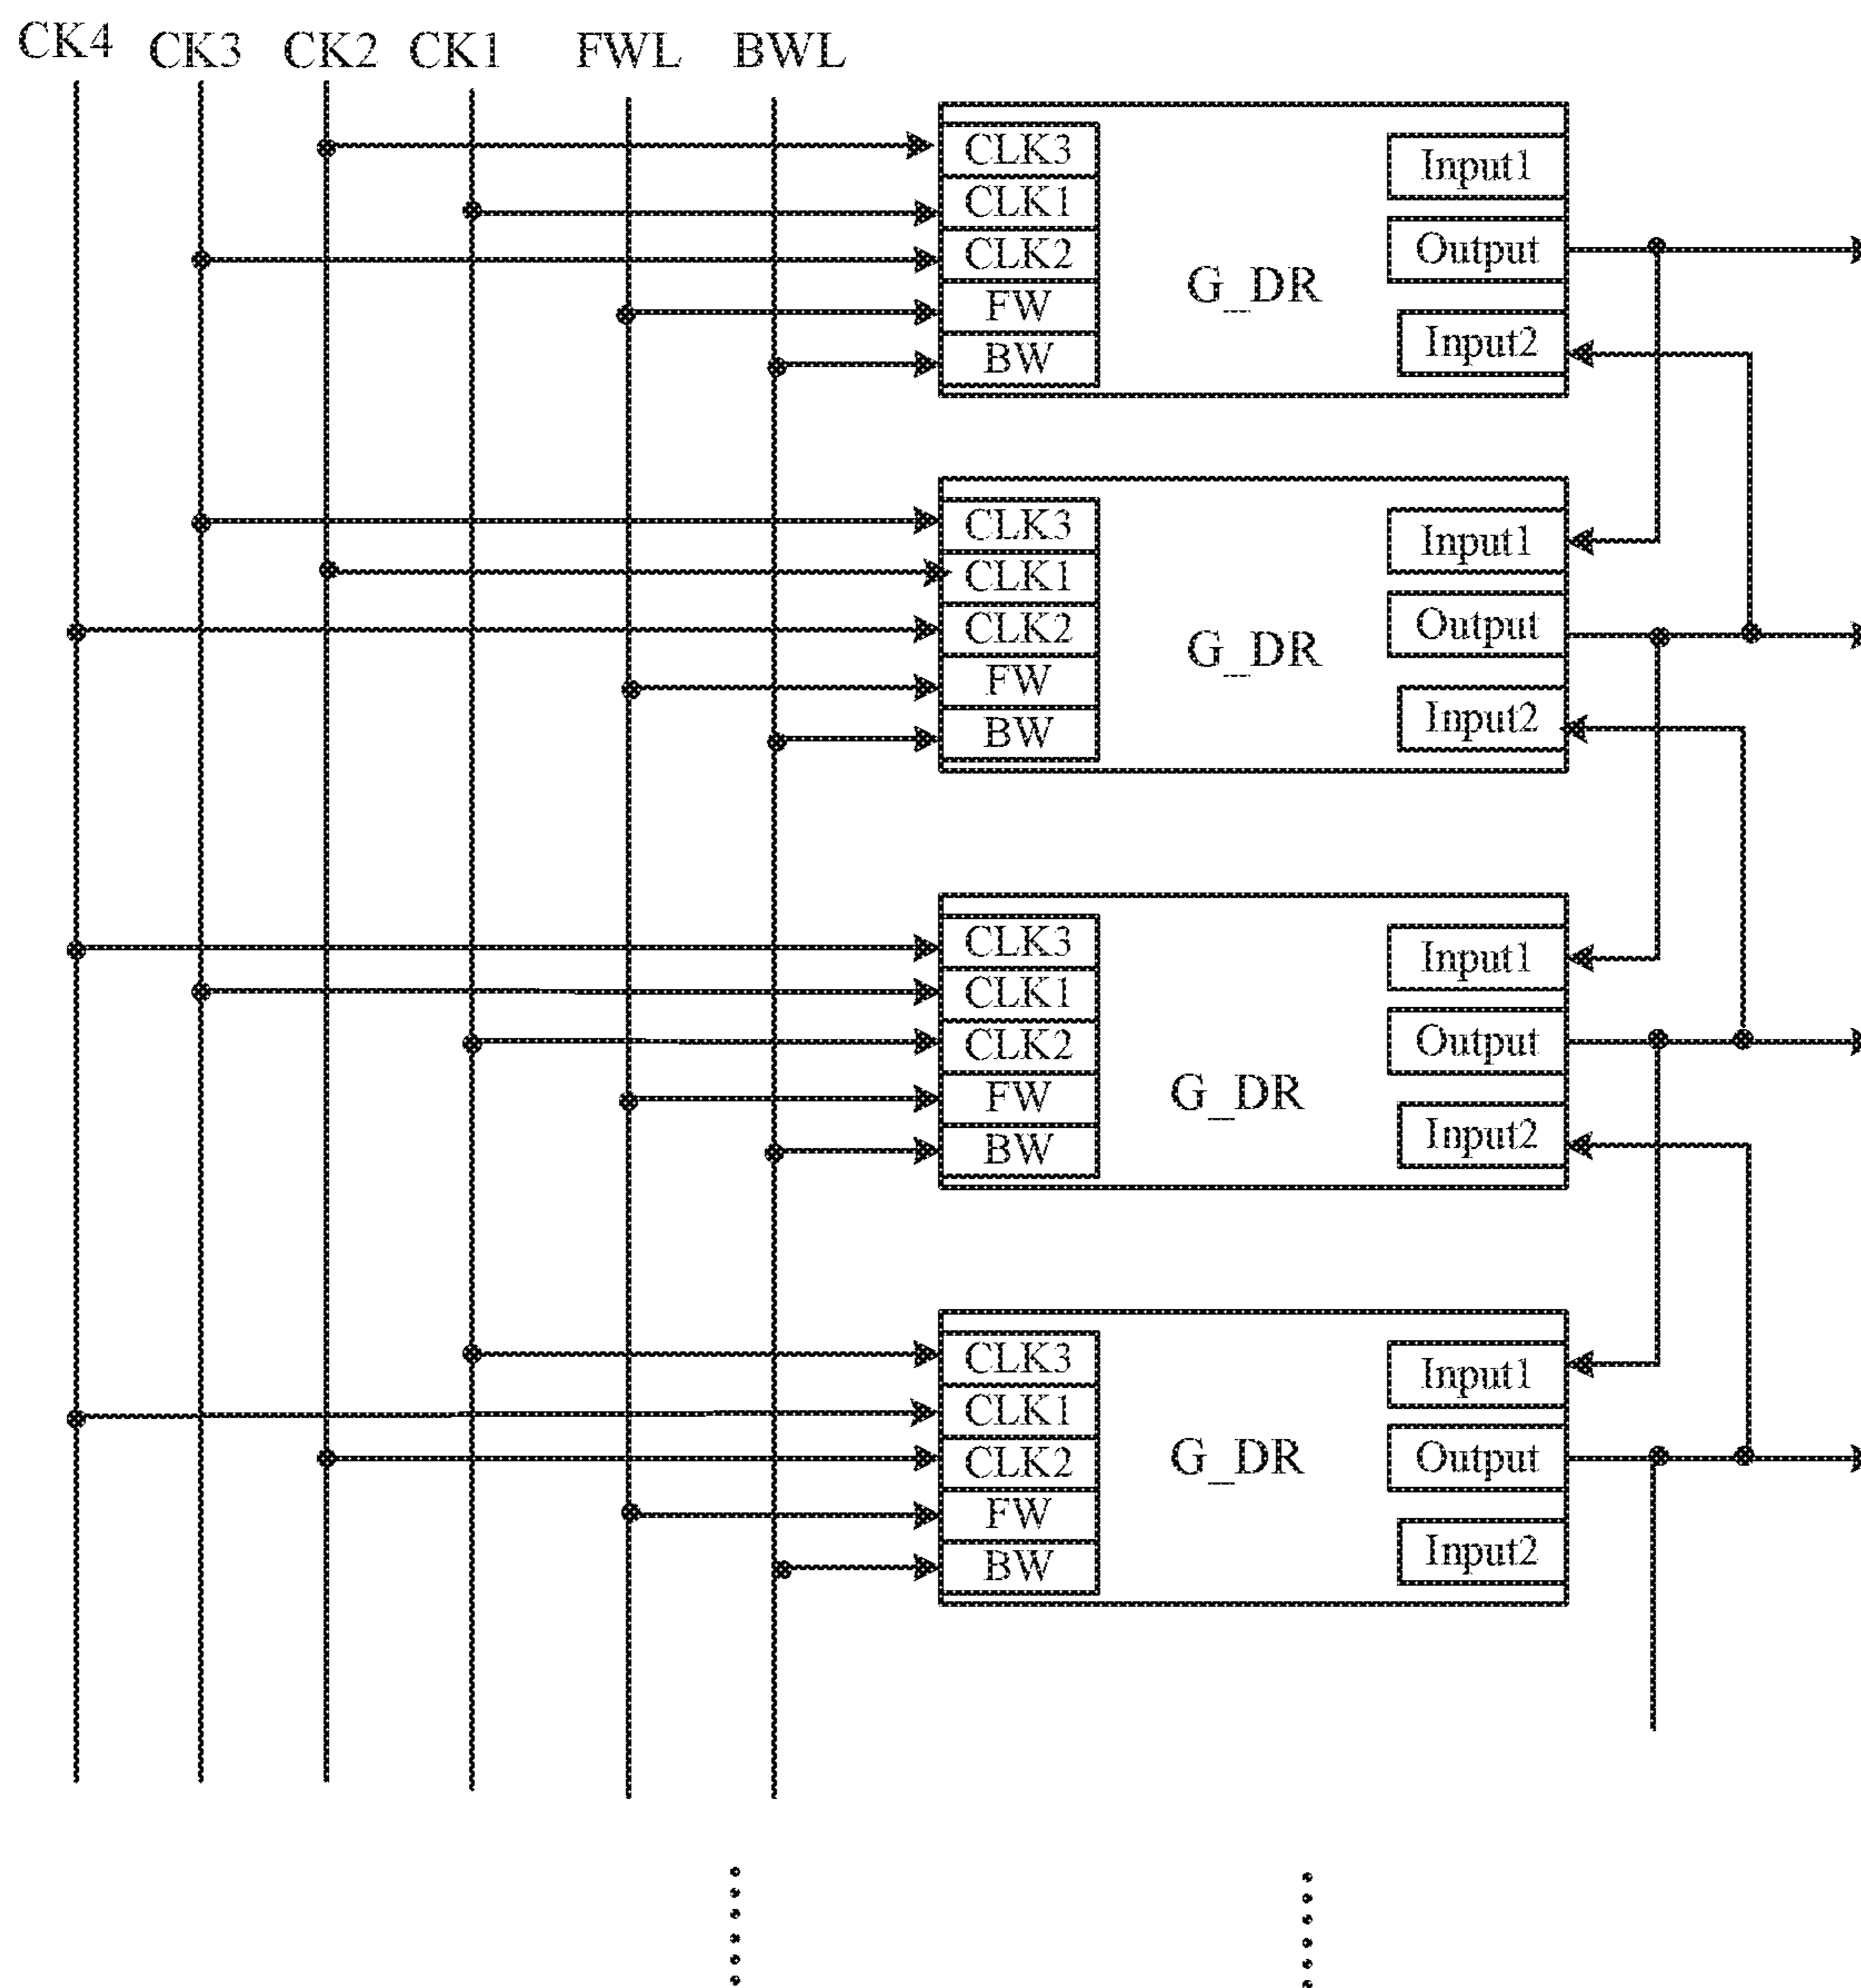 CK4 CK3 CK2 CK1 FWL BWL
CLK3
CLK1
CLK2
FW
BW
G_DR
Input1
Output
Input2
CLK3
CLK1
CLK2
FW
BW
G_DR
Input1
Output
Input2
CLK3
CLK1
CLK2
FW
BW
G_DR
Input1
Output
Input2
CLK3
CLK1
CLK2
FW
BW
G_DR
Input1
Output
Input2